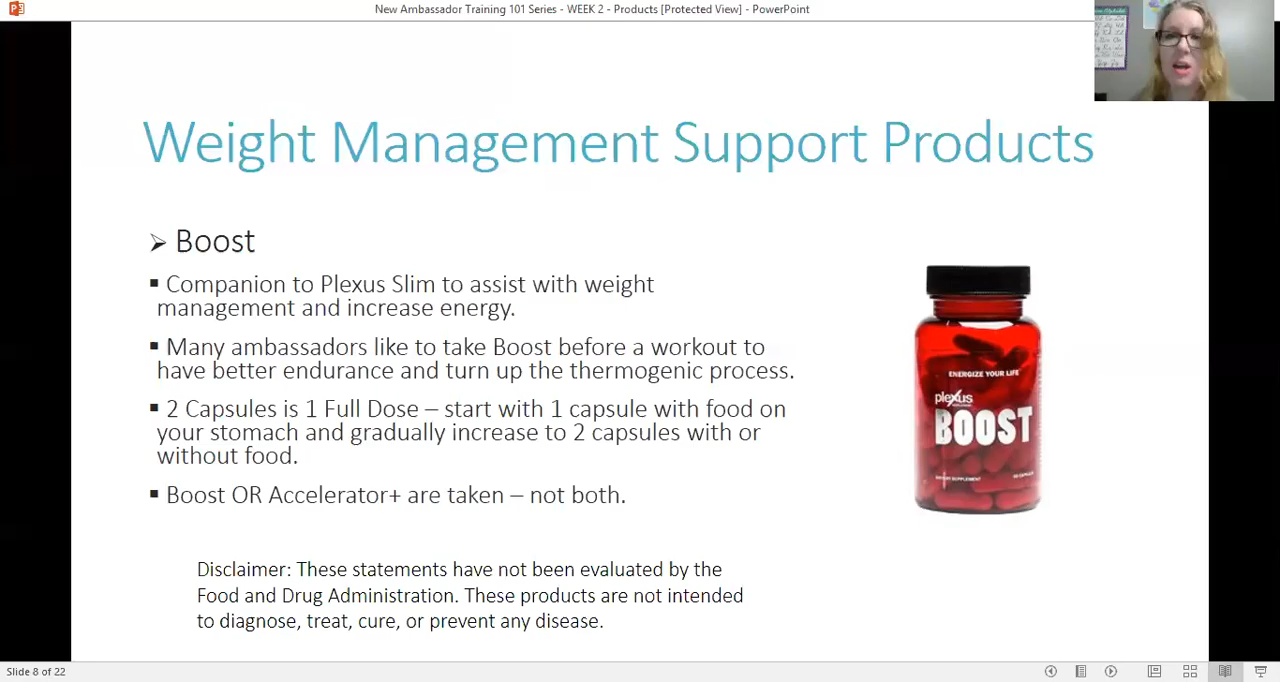 New Ambassador Training 101 Series - WEEK 2 - Products [Protected View] - PowerPoint
Weight Management Support Products
➢ Boost
▪ Companion to Plexus Slim to assist with weight
management and increase energy.
▪ Many ambassadors like to take Boost before a workout to
have better endurance and turn up the thermogenic process.
▪ 2 Capsules is 1 Full Dose – start with 1 capsule with food on
your stomach and gradually increase to 2 capsules with or
without food.
▪ Boost OR Accelerator+ are taken – not both.
ENERGIZE YOUR LIFE
plexus
BOOST
Disclaimer: These statements have not been evaluated by the
Food and Drug Administration. These products are not intended
to diagnose, treat, cure, or prevent any disease.
Slide 8 of 22